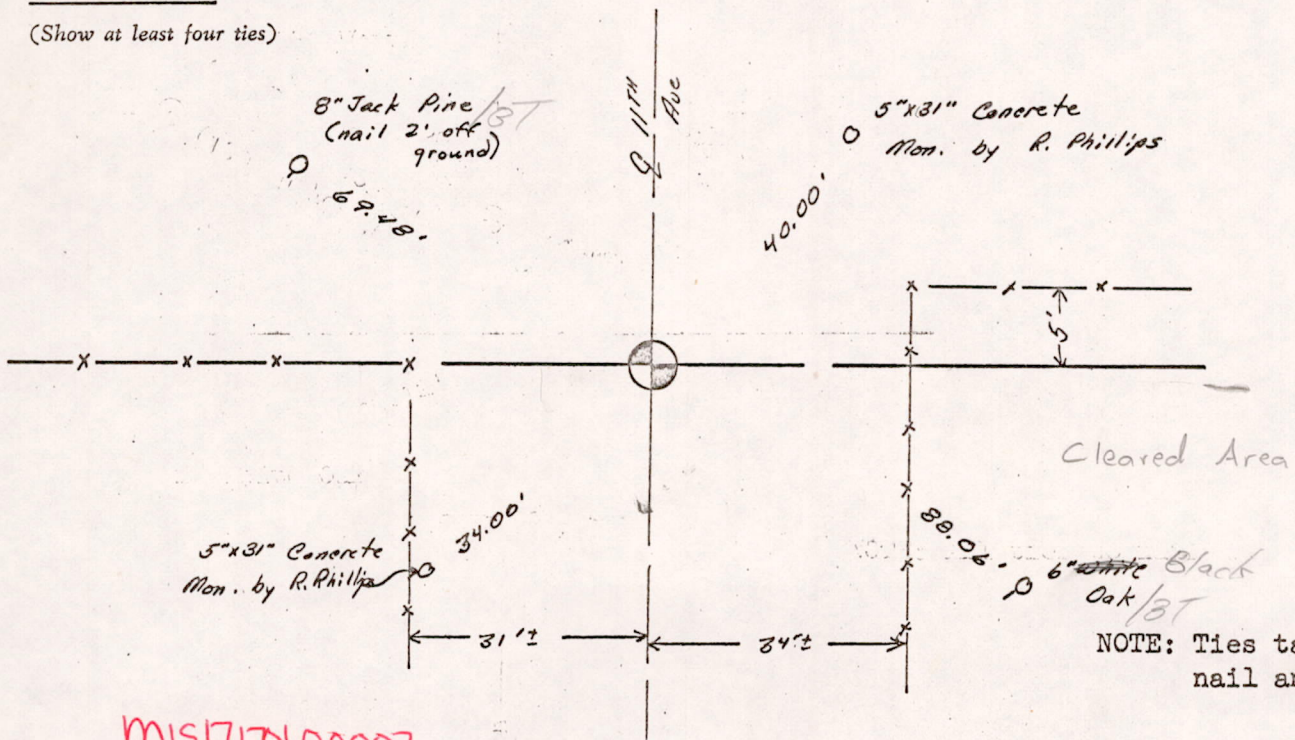 (Show at least four ties)
8" Jack Pine /BT
(nail 2' off
ground)
69.48'
℄ 11TH
Ave
5"x31" Concrete
Mon. by R. Phillips
40.00'
5'
Cleared Area
5"x31" Concrete
Mon. by R. Phillips
34.00'
88.06'
6" White Black
Oak /BT
31'±
34'±
NOTE: Ties ta
nail an